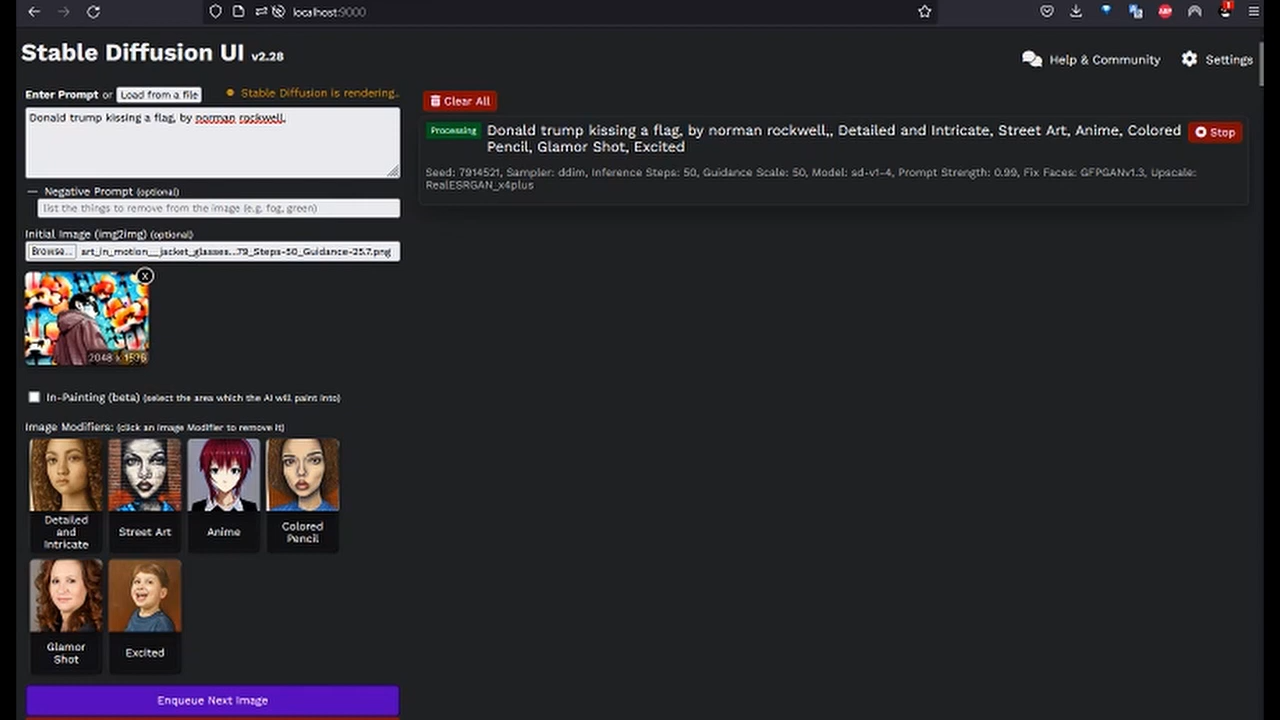 localhost:9000
Stable Diffusion UI v2.28
Help & Community
Settings
Enter Prompt or Load from a file
Stable Diffusion is rendering..
Donald trump kissing a flag, by norman rockwell,
Negative Prompt (optional)
list the things to remove from the image (e.g. fog, green)
Initial Image (img2img) (optional)
Browse... art_in_motion__jacket_glasses...79_Steps-50_Guidance-25.7.png
2048 x 1536
In-Painting (beta) (select the area which the AI will paint into)
Image Modifiers: (click an Image Modifier to remove it)
Detailed
and
Intricate
Street Art
Anime
Colored
Pencil
Glamor
Shot
Excited
Enqueue Next Image
Clear All
Processing
Donald trump kissing a flag, by norman rockwell,, Detailed and Intricate, Street Art, Anime, Colored
Pencil, Glamor Shot, Excited
Stop
Seed: 7914521, Sampler: ddim, Inference Steps: 50, Guidance Scale: 50, Model: sd-v1-4, Prompt Strength: 0.99, Fix Faces: GFPGANv1.3, Upscale:
RealESRGAN_x4plus